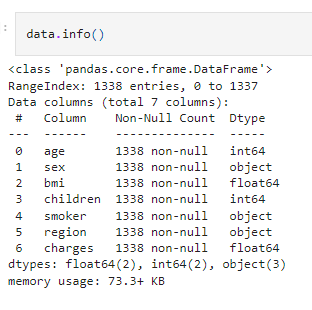 :
data.info()
<class 'pandas.core.frame.DataFrame'>
RangeIndex: 1338 entries, 0 to 1337
Data columns (total 7 columns):
 #   Column    Non-Null Count  Dtype
---  ------    --------------  -----
 0   age       1338 non-null   int64
 1   sex       1338 non-null   object
 2   bmi       1338 non-null   float64
 3   children  1338 non-null   int64
 4   smoker    1338 non-null   object
 5   region    1338 non-null   object
 6   charges   1338 non-null   float64
dtypes: float64(2), int64(2), object(3)
memory usage: 73.3+ KB